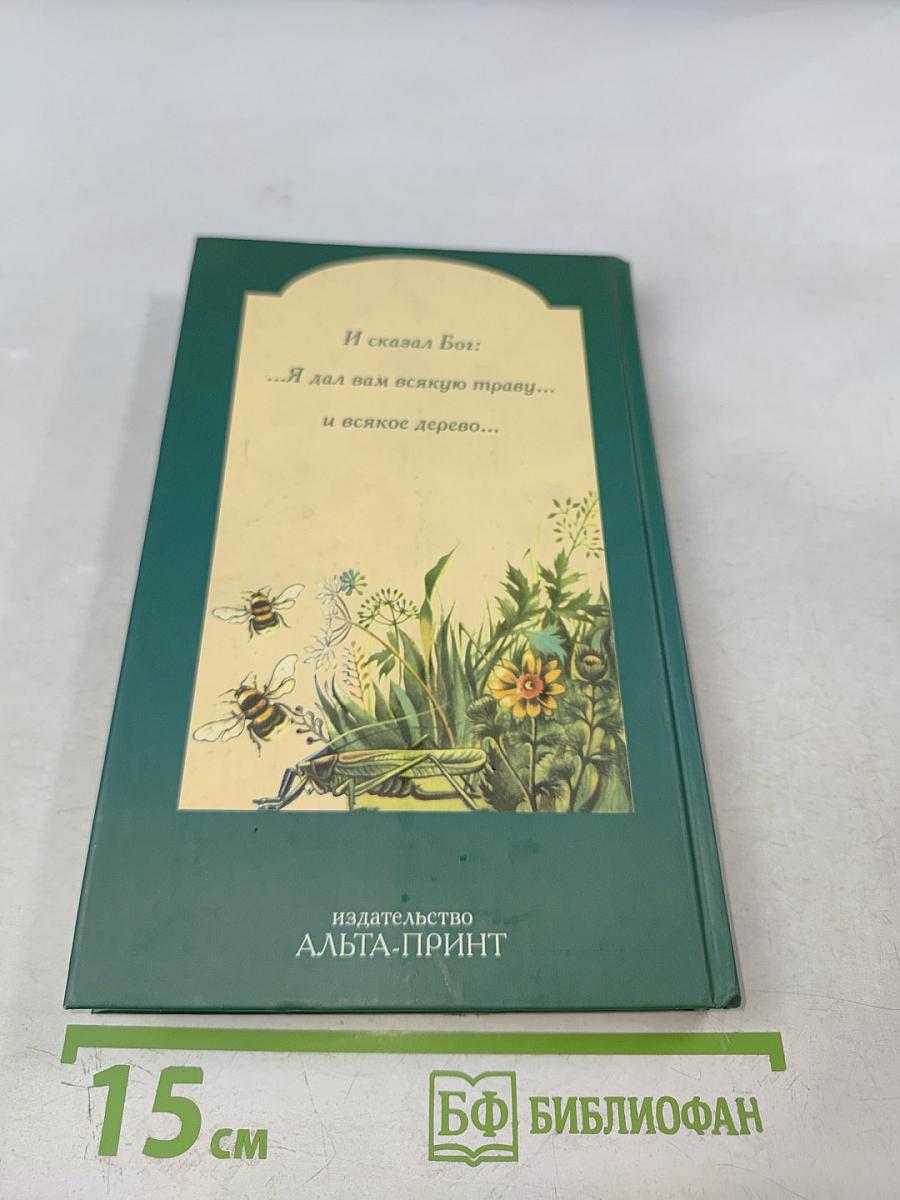 И сказал Бог:
...Я дал вам всякую траву...
и всякое дерево...
издательство
АЛЬТА-ПРИНТ
15 см
БФ БИБЛИОФАН